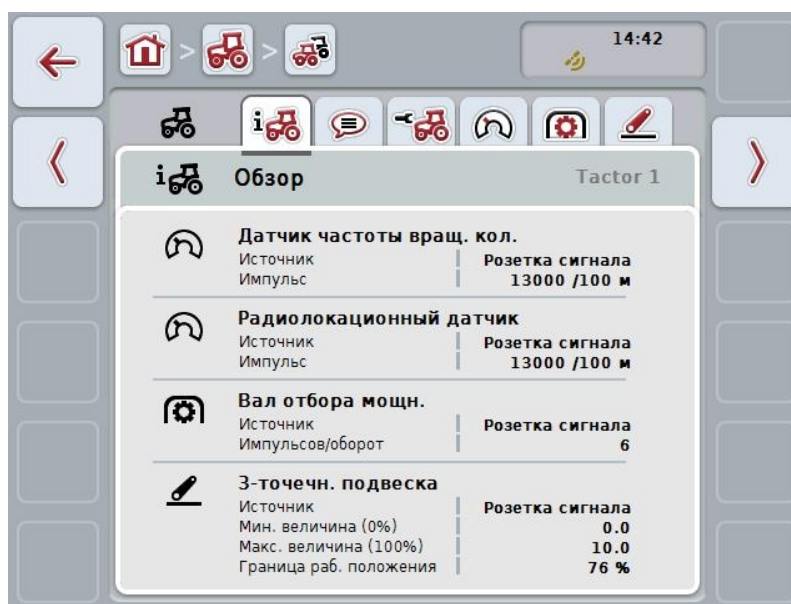 14:42
Обзор Tactor 1
Датчик частоты вращ. кол.
Источник Розетка сигнала
Импульс 13000 /100 м
Радиолокационный датчик
Источник Розетка сигнала
Импульс 13000 /100 м
Вал отбора мощн.
Источник Розетка сигнала
Импульсов/оборот 6
3-точечн. подвеска
Источник Розетка сигнала
Мин. величина (0%) 0.0
Макс. величина (100%) 10.0
Граница раб. положения 76 %